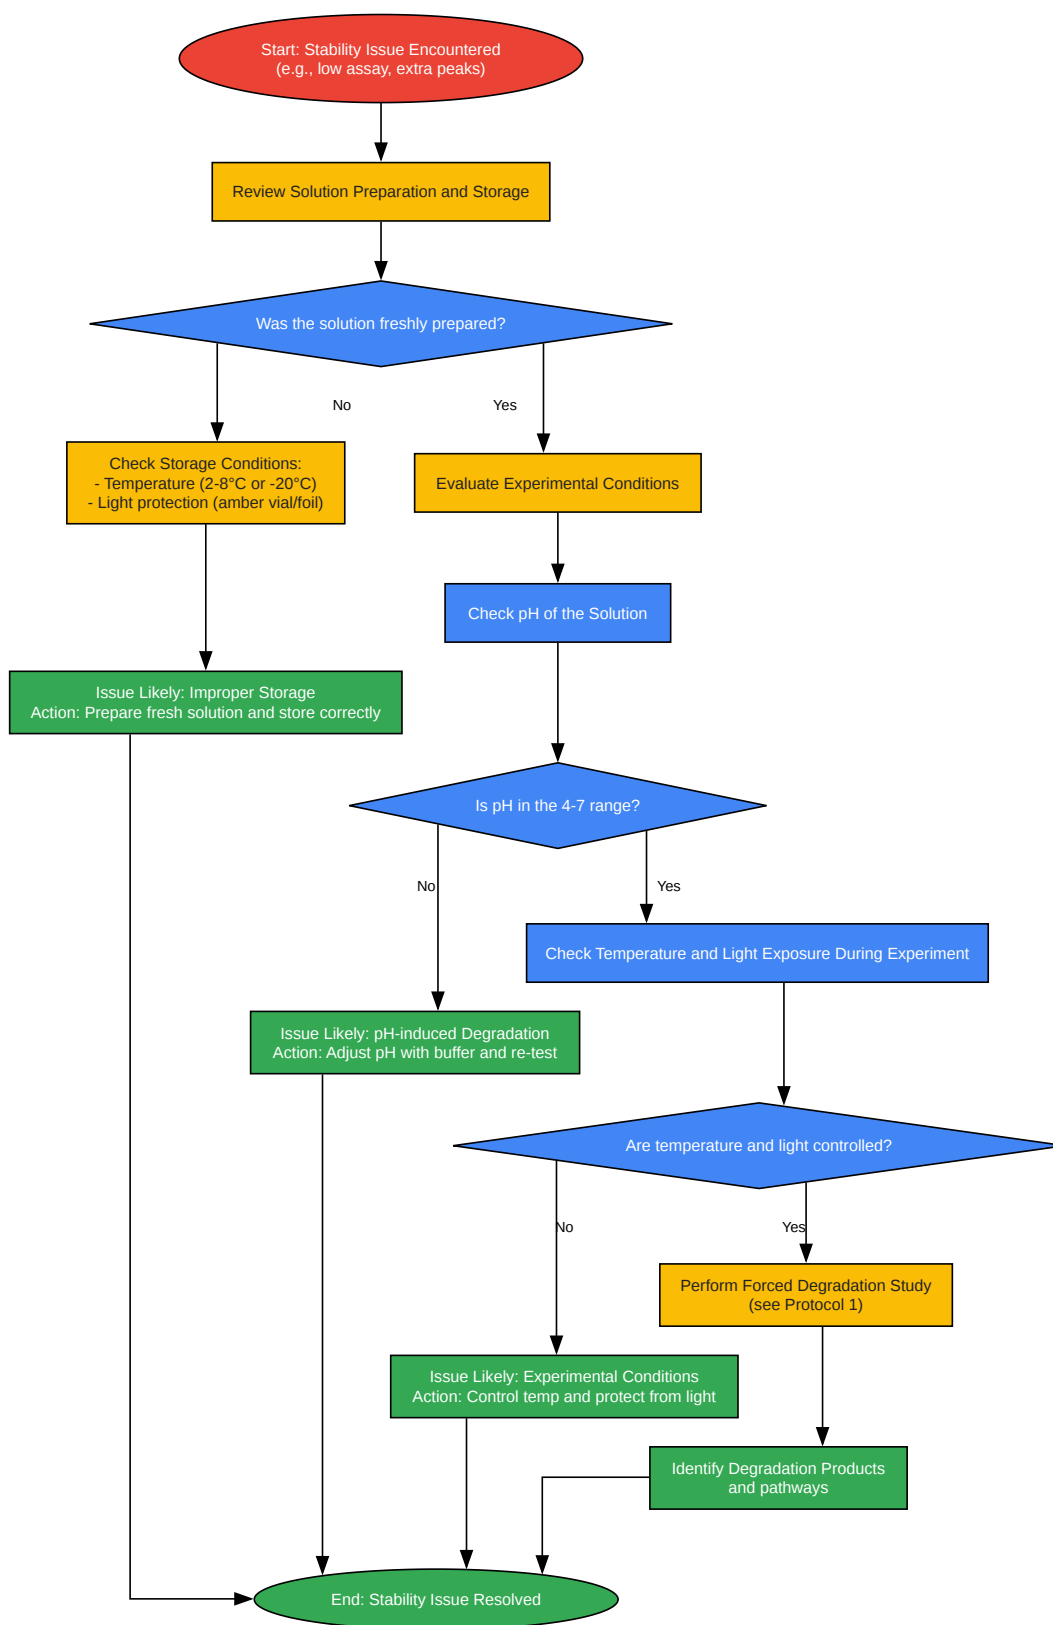 Start: Stability Issue Encountered
(e.g., low assay, extra peaks)
Review Solution Preparation and Storage
Was the solution freshly prepared?
No
Yes
Check Storage Conditions:
- Temperature (2-8°C or -20°C)
- Light protection (amber vial/foil)
Evaluate Experimental Conditions
Check pH of the Solution
Issue Likely: Improper Storage
Action: Prepare fresh solution and store correctly
Is pH in the 4-7 range?
No
Yes
Check Temperature and Light Exposure During Experiment
Issue Likely: pH-induced Degradation
Action: Adjust pH with buffer and re-test
Are temperature and light controlled?
No
Yes
Perform Forced Degradation Study
(see Protocol 1)
Issue Likely: Experimental Conditions
Action: Control temp and protect from light
Identify Degradation Products
and pathways
End: Stability Issue Resolved